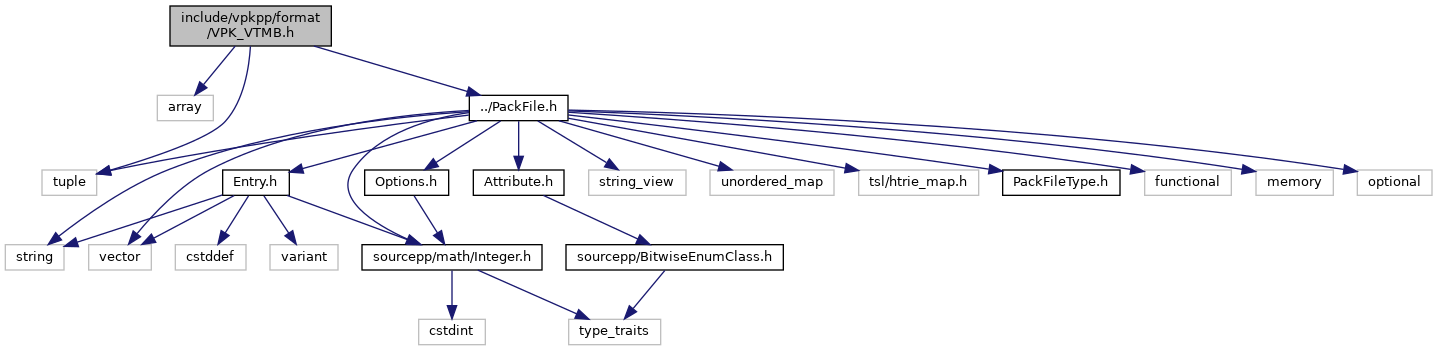 include/vpkpp/format
/VPK_VTMB.h
array
../PackFile.h
tuple
Entry.h
Options.h
Attribute.h
string_view
unordered_map
tsl/htrie_map.h
PackFileType.h
functional
memory
optional
string
vector
cstddef
variant
sourcepp/math/Integer.h
sourcepp/BitwiseEnumClass.h
cstdint
type_traits